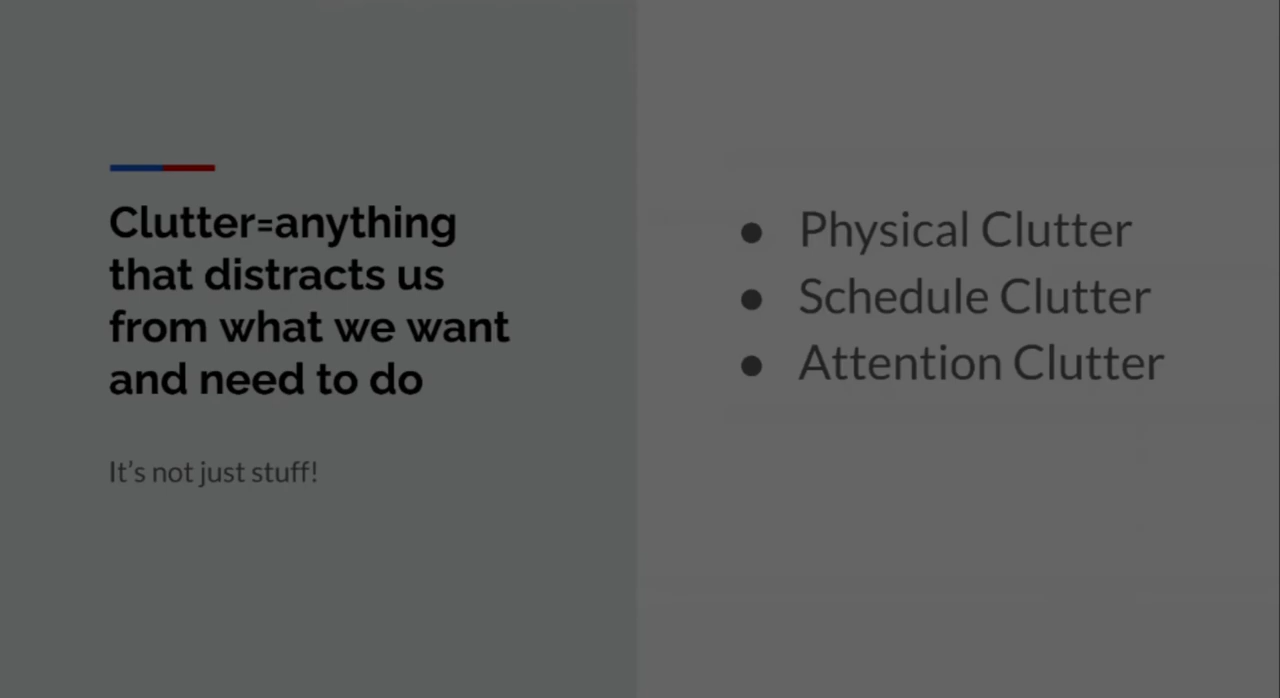 Clutter=anything
that distracts us
from what we want
and need to do
It's not just stuff!
● Physical Clutter
● Schedule Clutter
● Attention Clutter